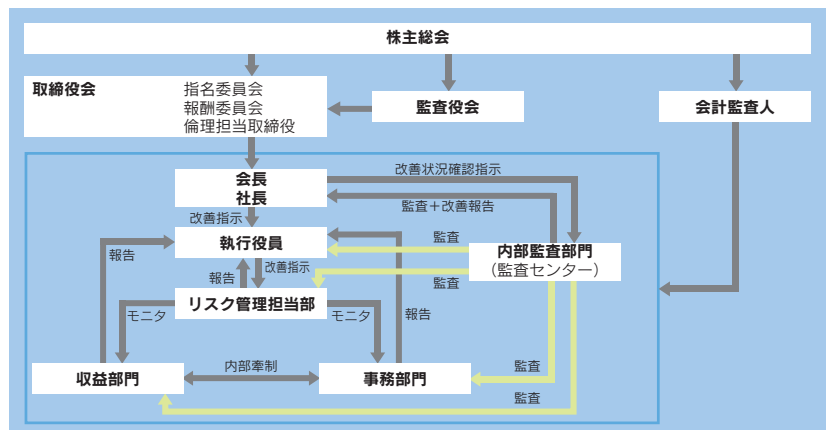 株主総会
取締役会
指名委員会
報酬委員会
倫理担当取締役
監査役会
会計監査人
会長
社長
改善状況確認指示
監査＋改善報告
改善指示
執行役員
監査
内部監査部門
（監査センター）
報告
報告
改善指示
監査
リスク管理担当部
モニタ
モニタ
報告
収益部門
内部牽制
事務部門
監査
監査